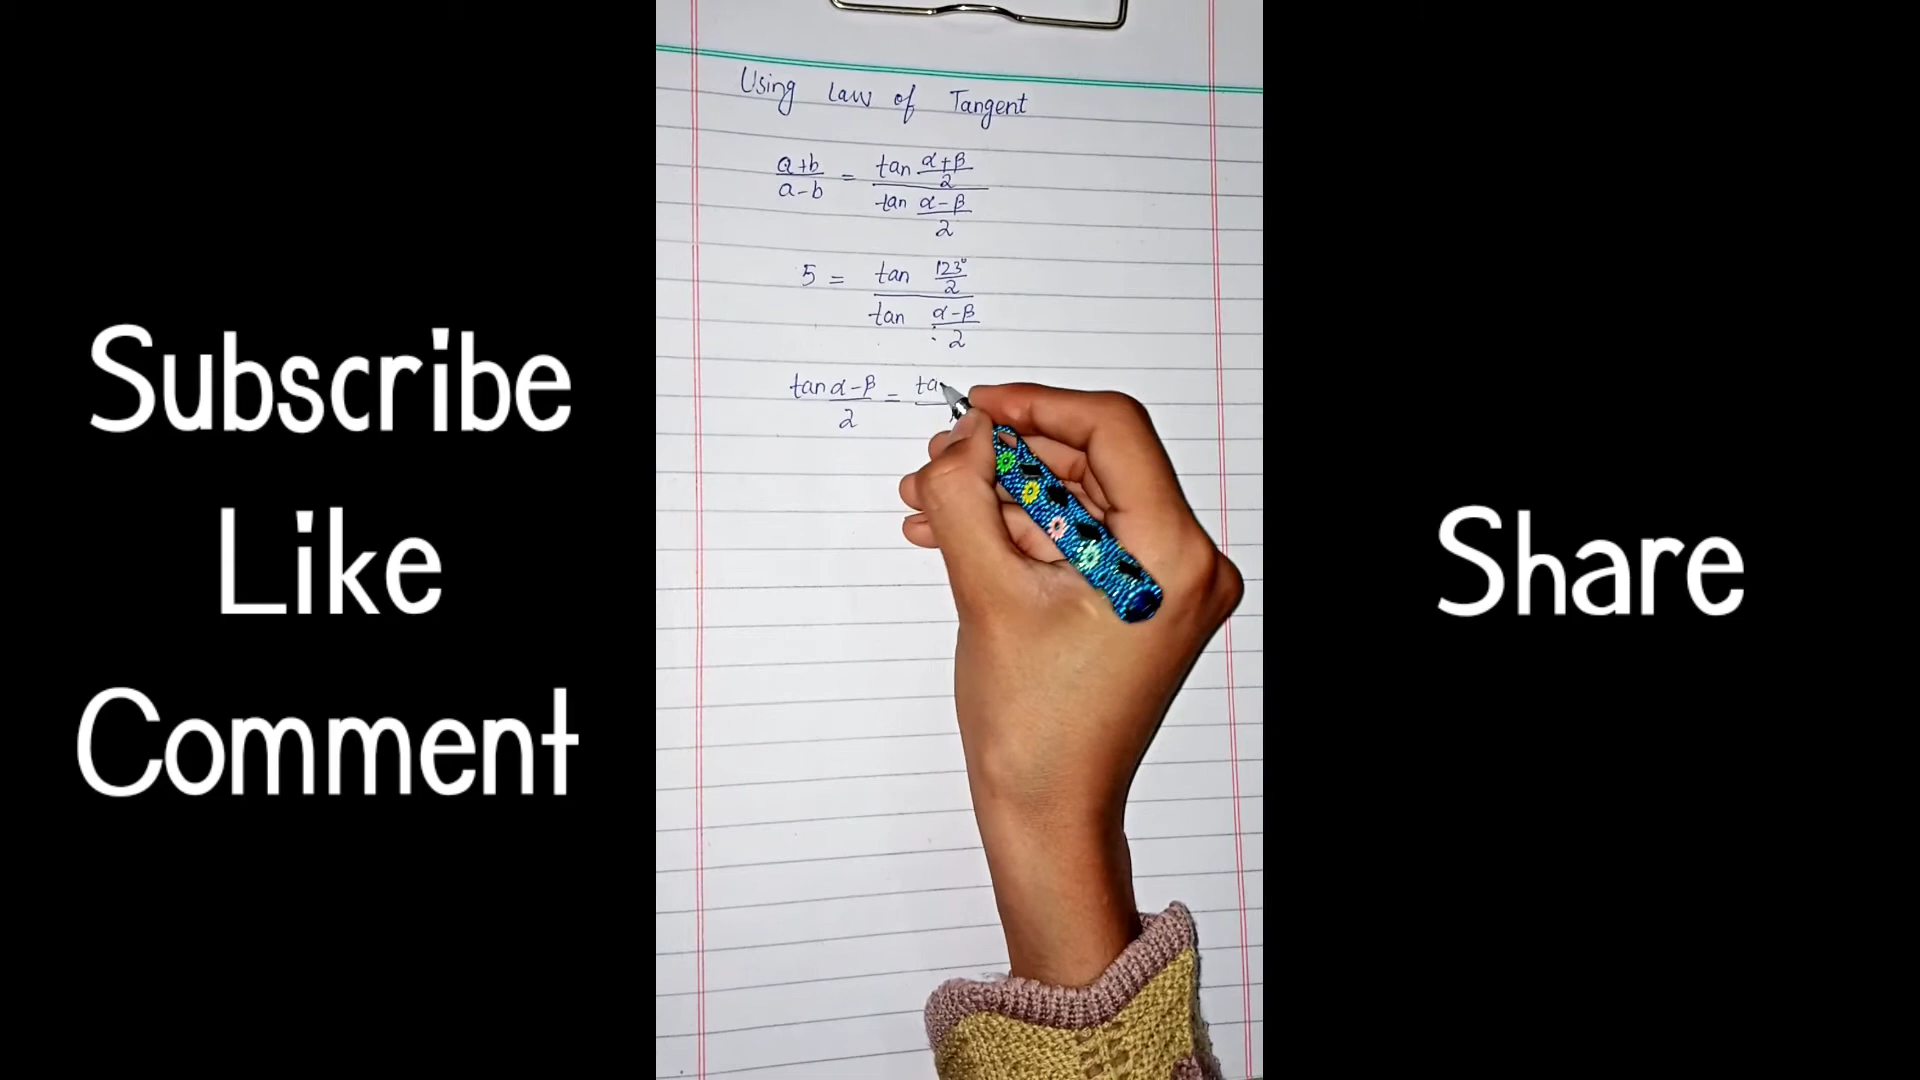 Subscribe
Like
Comment
Using Law of Tangent
a+b/a-b = tan α+β/2 / tan α-β/2
5 = tan 123°/2 / tan α-β/2
tan α-β/2 = ta
Share